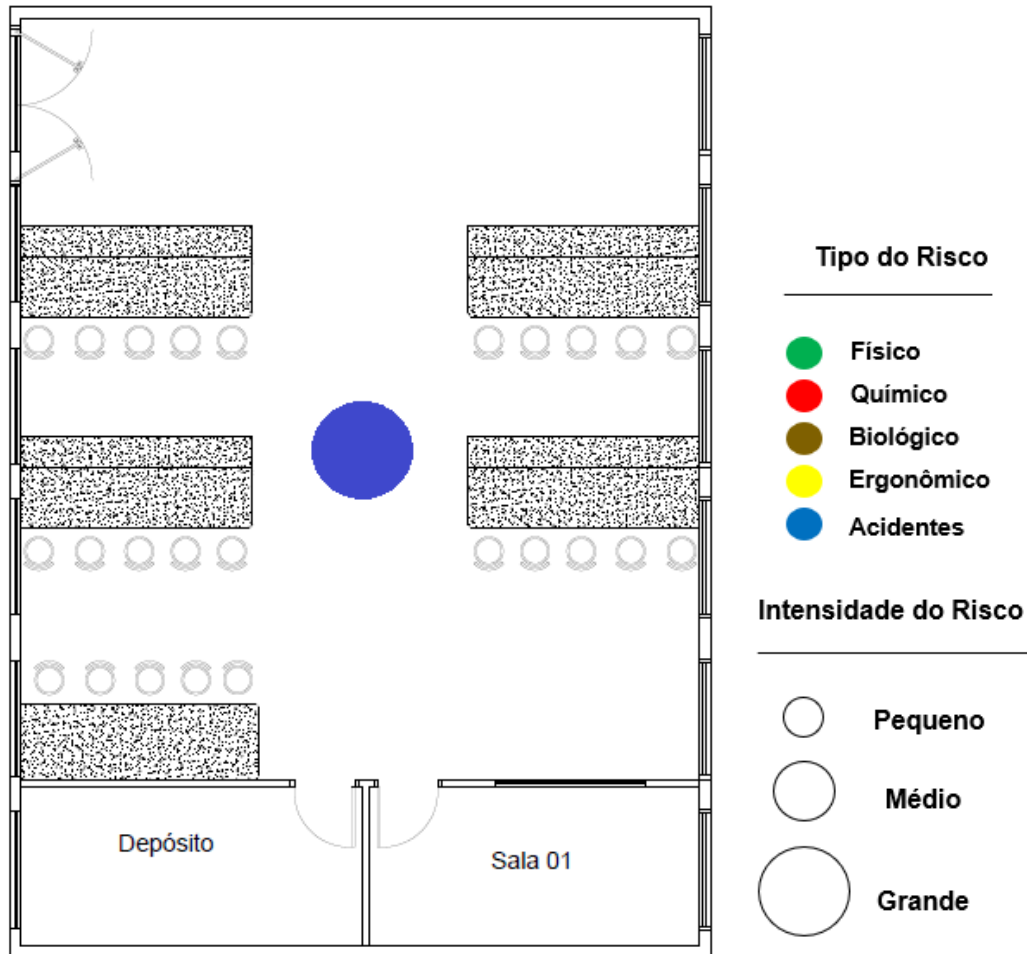 Tipo do Risco
Físico
Químico
Biológico
Ergonômico
Acidentes
Intensidade do Risco
Pequeno
Médio
Grande
Depósito
Sala 01